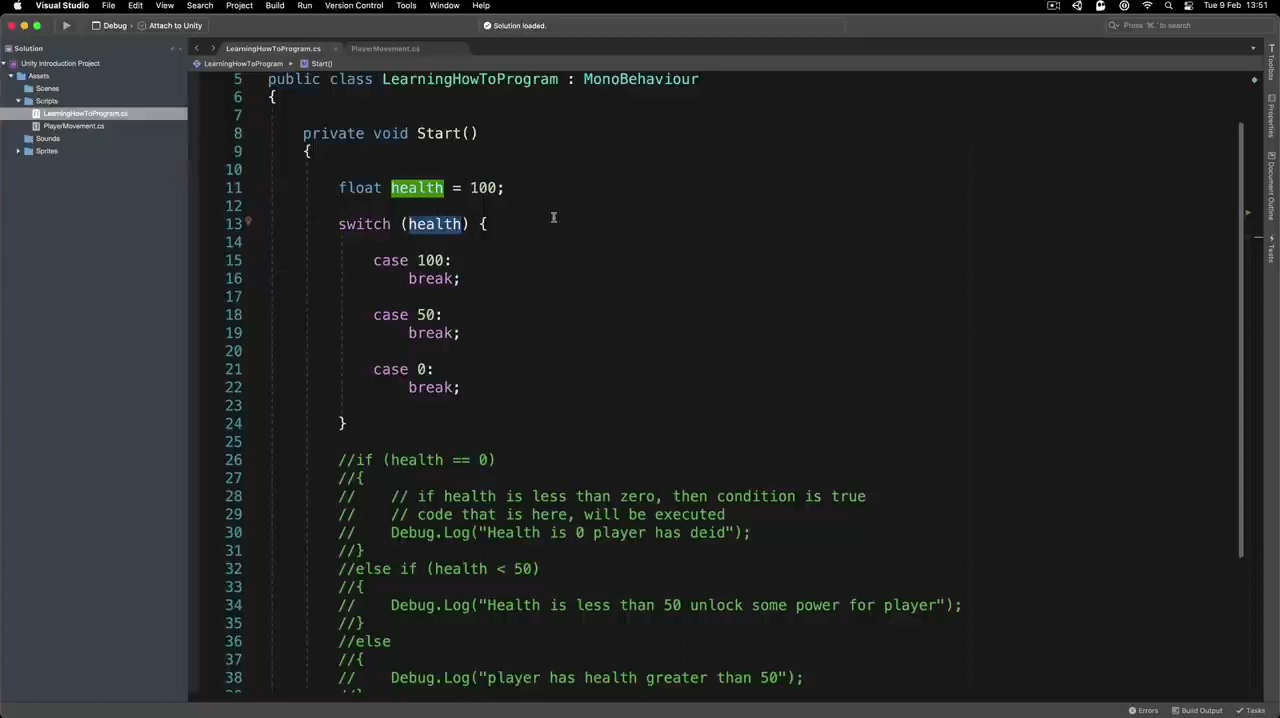 Visual Studio File Edit View Search Project Build Run Version Control Tools Window Help Tue 9 Feb 13:51
Debug › Attach to Unity Solution loaded. Press '⌘.' to search
Solution
Unity Introduction Project
Assets
Scenes
Scripts
LearningHowToProgram.cs
PlayerMovement.cs
Sounds
Sprites
LearningHowToProgram.cs PlayerMovement.cs
LearningHowToProgram › Start()
5 public class LearningHowToProgram : MonoBehaviour
6 {
7
8 private void Start()
9 {
10
11 float health = 100;
12
13 switch (health) {
14
15 case 100:
16 break;
17
18 case 50:
19 break;
20
21 case 0:
22 break;
23
24 }
25
26 //if (health == 0)
27 //{
28 // // if health is less than zero, then condition is true
29 // // code that is here, will be executed
30 // Debug.Log("Health is 0 player has deid");
31 //}
32 //else if (health < 50)
33 //{
34 // Debug.Log("Health is less than 50 unlock some power for player");
35 //}
36 //else
37 //{
38 // Debug.Log("player has health greater than 50");
Toolbox
Properties
Document Outline
Tests
Errors Build Output Tasks